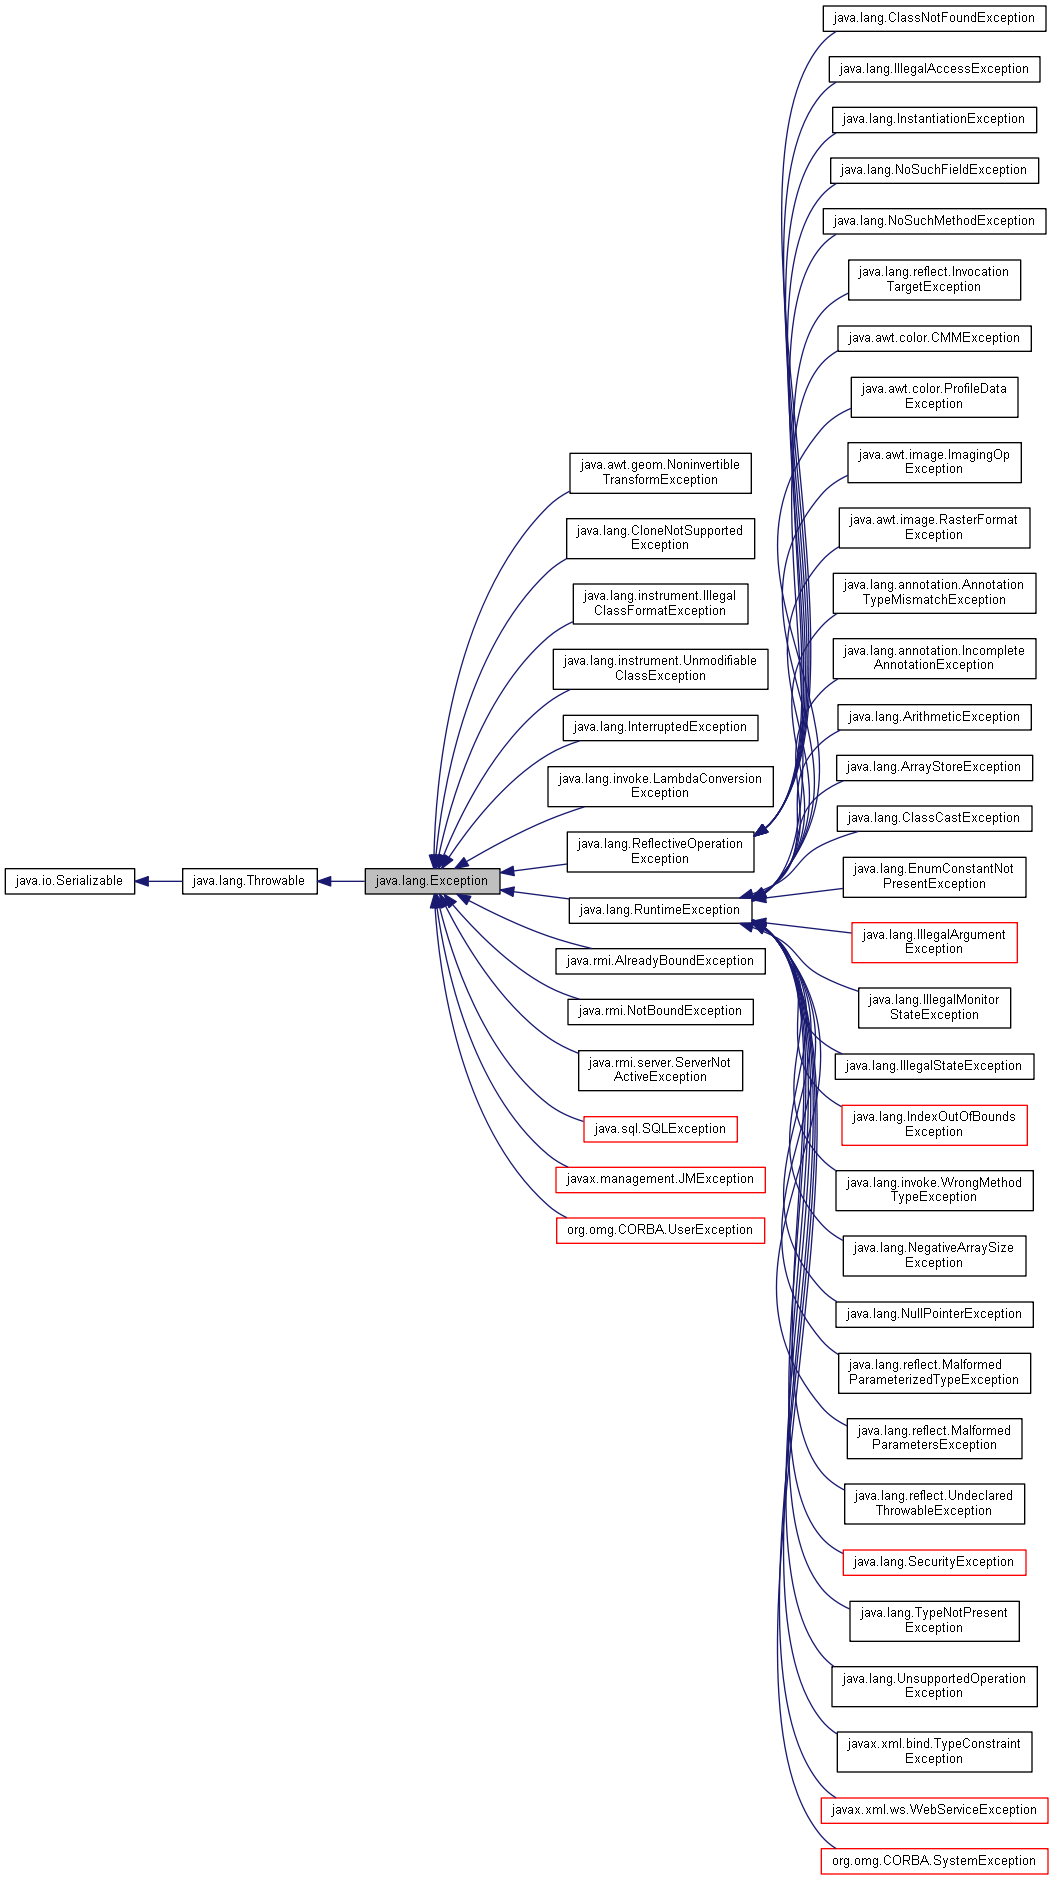 java.io.Serializable
java.lang.Throwable
java.lang.Exception
java.awt.geom.Noninvertible
TransformException
java.lang.CloneNotSupported
Exception
java.lang.instrument.Illegal
ClassFormatException
java.lang.instrument.Unmodifiable
ClassException
java.lang.InterruptedException
java.lang.invoke.LambdaConversion
Exception
java.lang.ReflectiveOperation
Exception
java.lang.RuntimeException
java.rmi.AlreadyBoundException
java.rmi.NotBoundException
java.rmi.server.ServerNot
ActiveException
java.sql.SQLException
javax.management.JMException
org.omg.CORBA.UserException
java.lang.ClassNotFoundException
java.lang.IllegalAccessException
java.lang.InstantiationException
java.lang.NoSuchFieldException
java.lang.NoSuchMethodException
java.lang.reflect.Invocation
TargetException
java.awt.color.CMMException
java.awt.color.ProfileData
Exception
java.awt.image.ImagingOp
Exception
java.awt.image.RasterFormat
Exception
java.lang.annotation.Annotation
TypeMismatchException
java.lang.annotation.Incomplete
AnnotationException
java.lang.ArithmeticException
java.lang.ArrayStoreException
java.lang.ClassCastException
java.lang.EnumConstantNot
PresentException
java.lang.IllegalArgument
Exception
java.lang.IllegalMonitor
StateException
java.lang.IllegalStateException
java.lang.IndexOutOfBounds
Exception
java.lang.invoke.WrongMethod
TypeException
java.lang.NegativeArraySize
Exception
java.lang.NullPointerException
java.lang.reflect.Malformed
ParameterizedTypeException
java.lang.reflect.Malformed
ParametersException
java.lang.reflect.Undeclared
ThrowableException
java.lang.SecurityException
java.lang.TypeNotPresent
Exception
java.lang.UnsupportedOperation
Exception
javax.xml.bind.TypeConstraint
Exception
javax.xml.ws.WebServiceException
org.omg.CORBA.SystemException